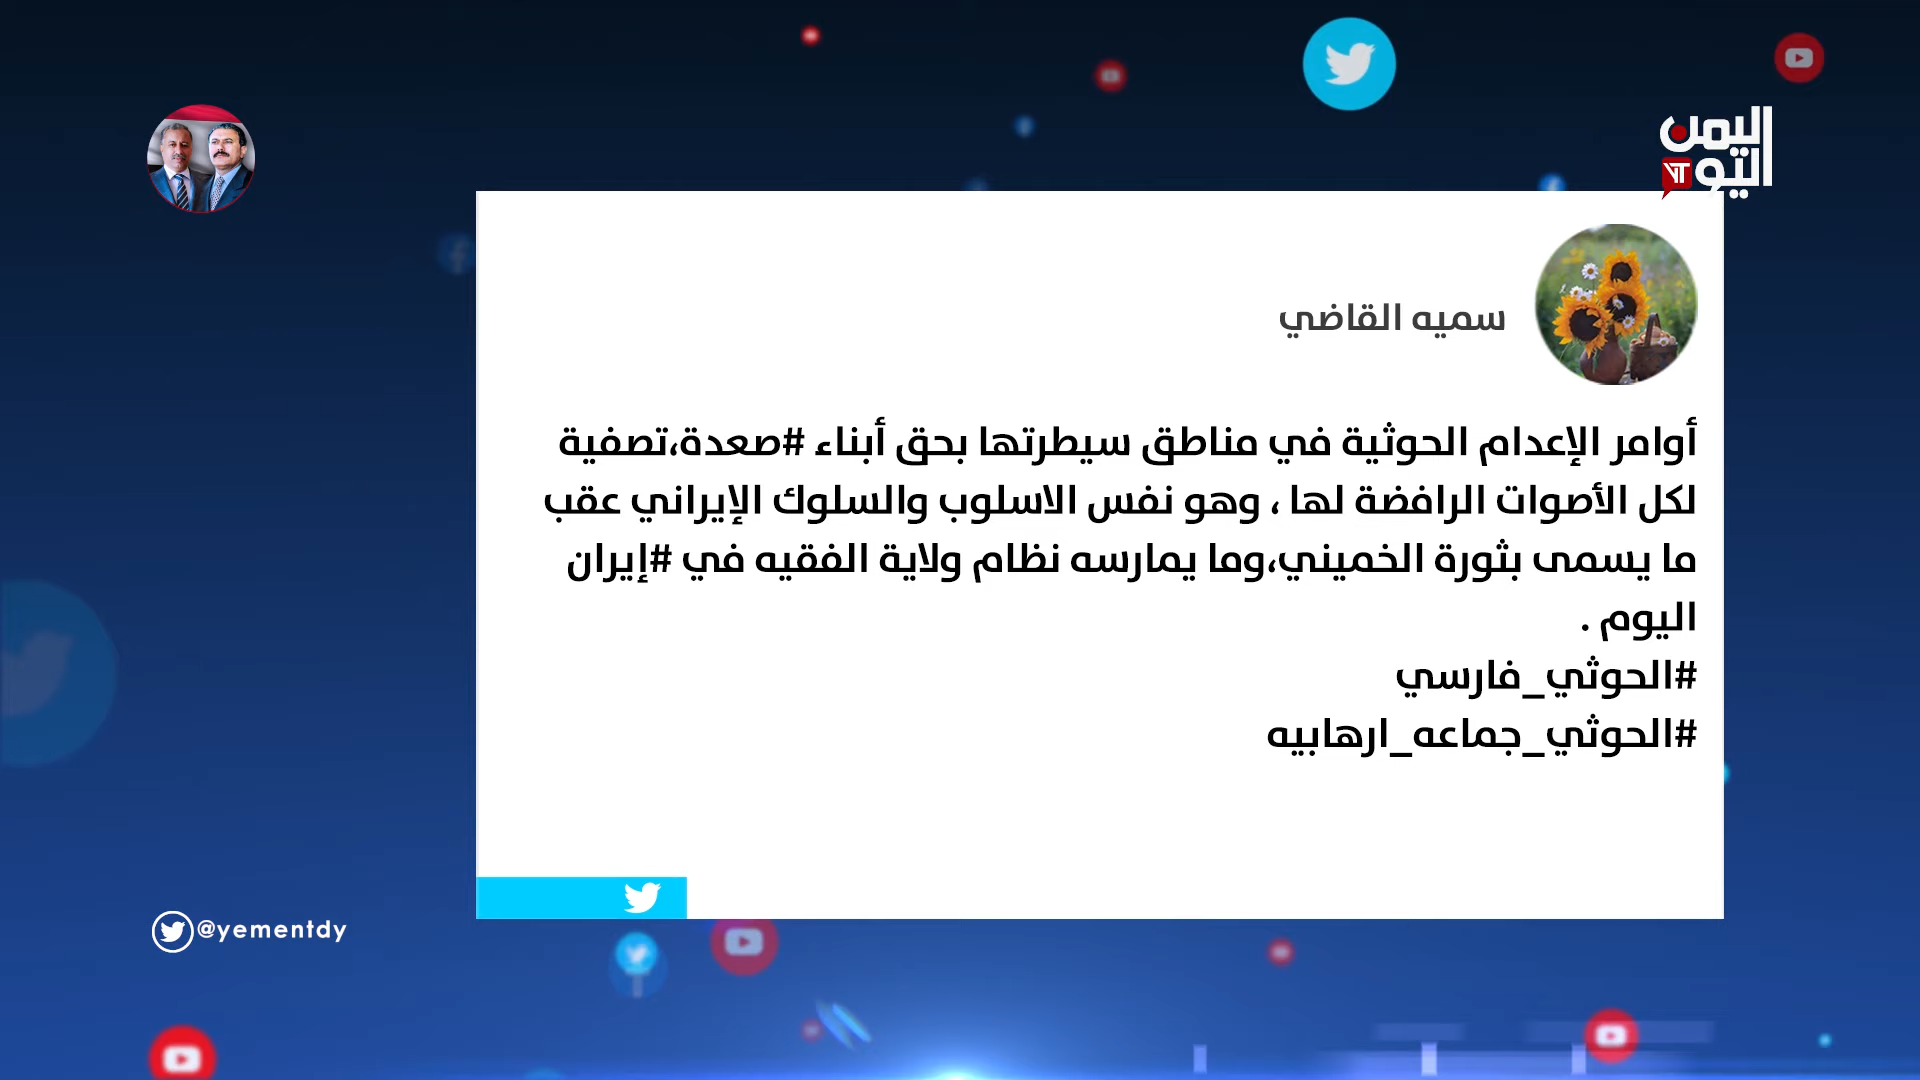 اليمن
اليوم
YT
سميه القاضي
أوامر الإعدام الحوثية في مناطق سيطرتها بحق أبناء #صعدة،تصفية
لكل الأصوات الرافضة لها ، وهو نفس الاسلوب والسلوك الإيراني عقب
ما يسمى بثورة الخميني،وما يمارسه نظام ولاية الفقيه في #إيران
اليوم .
#الحوثي_فارسي
#الحوثي_جماعه_ارهابيه
@yementdy